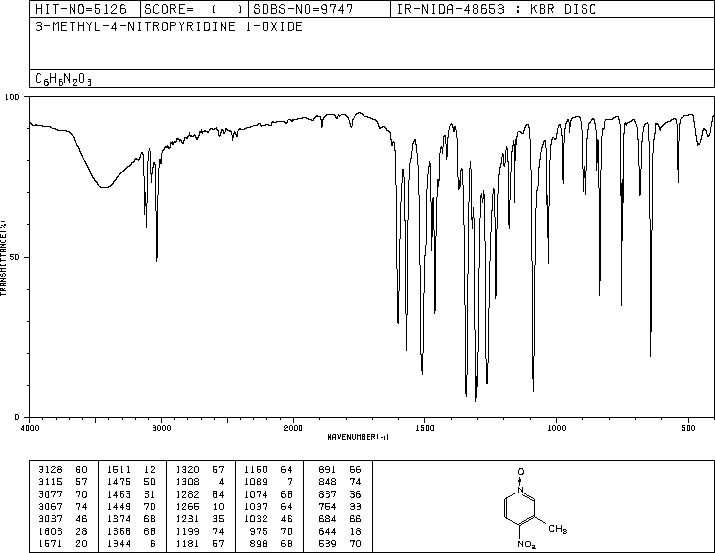 HIT-NO=5126 SCORE= ( ) SDBS-NO=9747 IR-NIDA-48653 : KBR DISC
3-METHYL-4-NITROPYRIDINE 1-OXIDE
C6H6N2O3
100
50
0
TRANSMITTANCE(%)
4000 3000 2000 1500 1000 500
WAVENUMBER(-1)
3128 60 1511 12 1320 57 1160 64 891 66
3115 57 1475 50 1308 4 1089 7 848 74
3077 70 1463 31 1282 64 1074 68 837 36
3067 74 1449 70 1266 10 1037 64 754 33
3037 46 1374 68 1231 35 1032 46 684 66
1603 28 1368 68 1199 74 975 70 644 18
1571 20 1344 6 1181 57 898 68 539 70
O
N
CH3
NO2